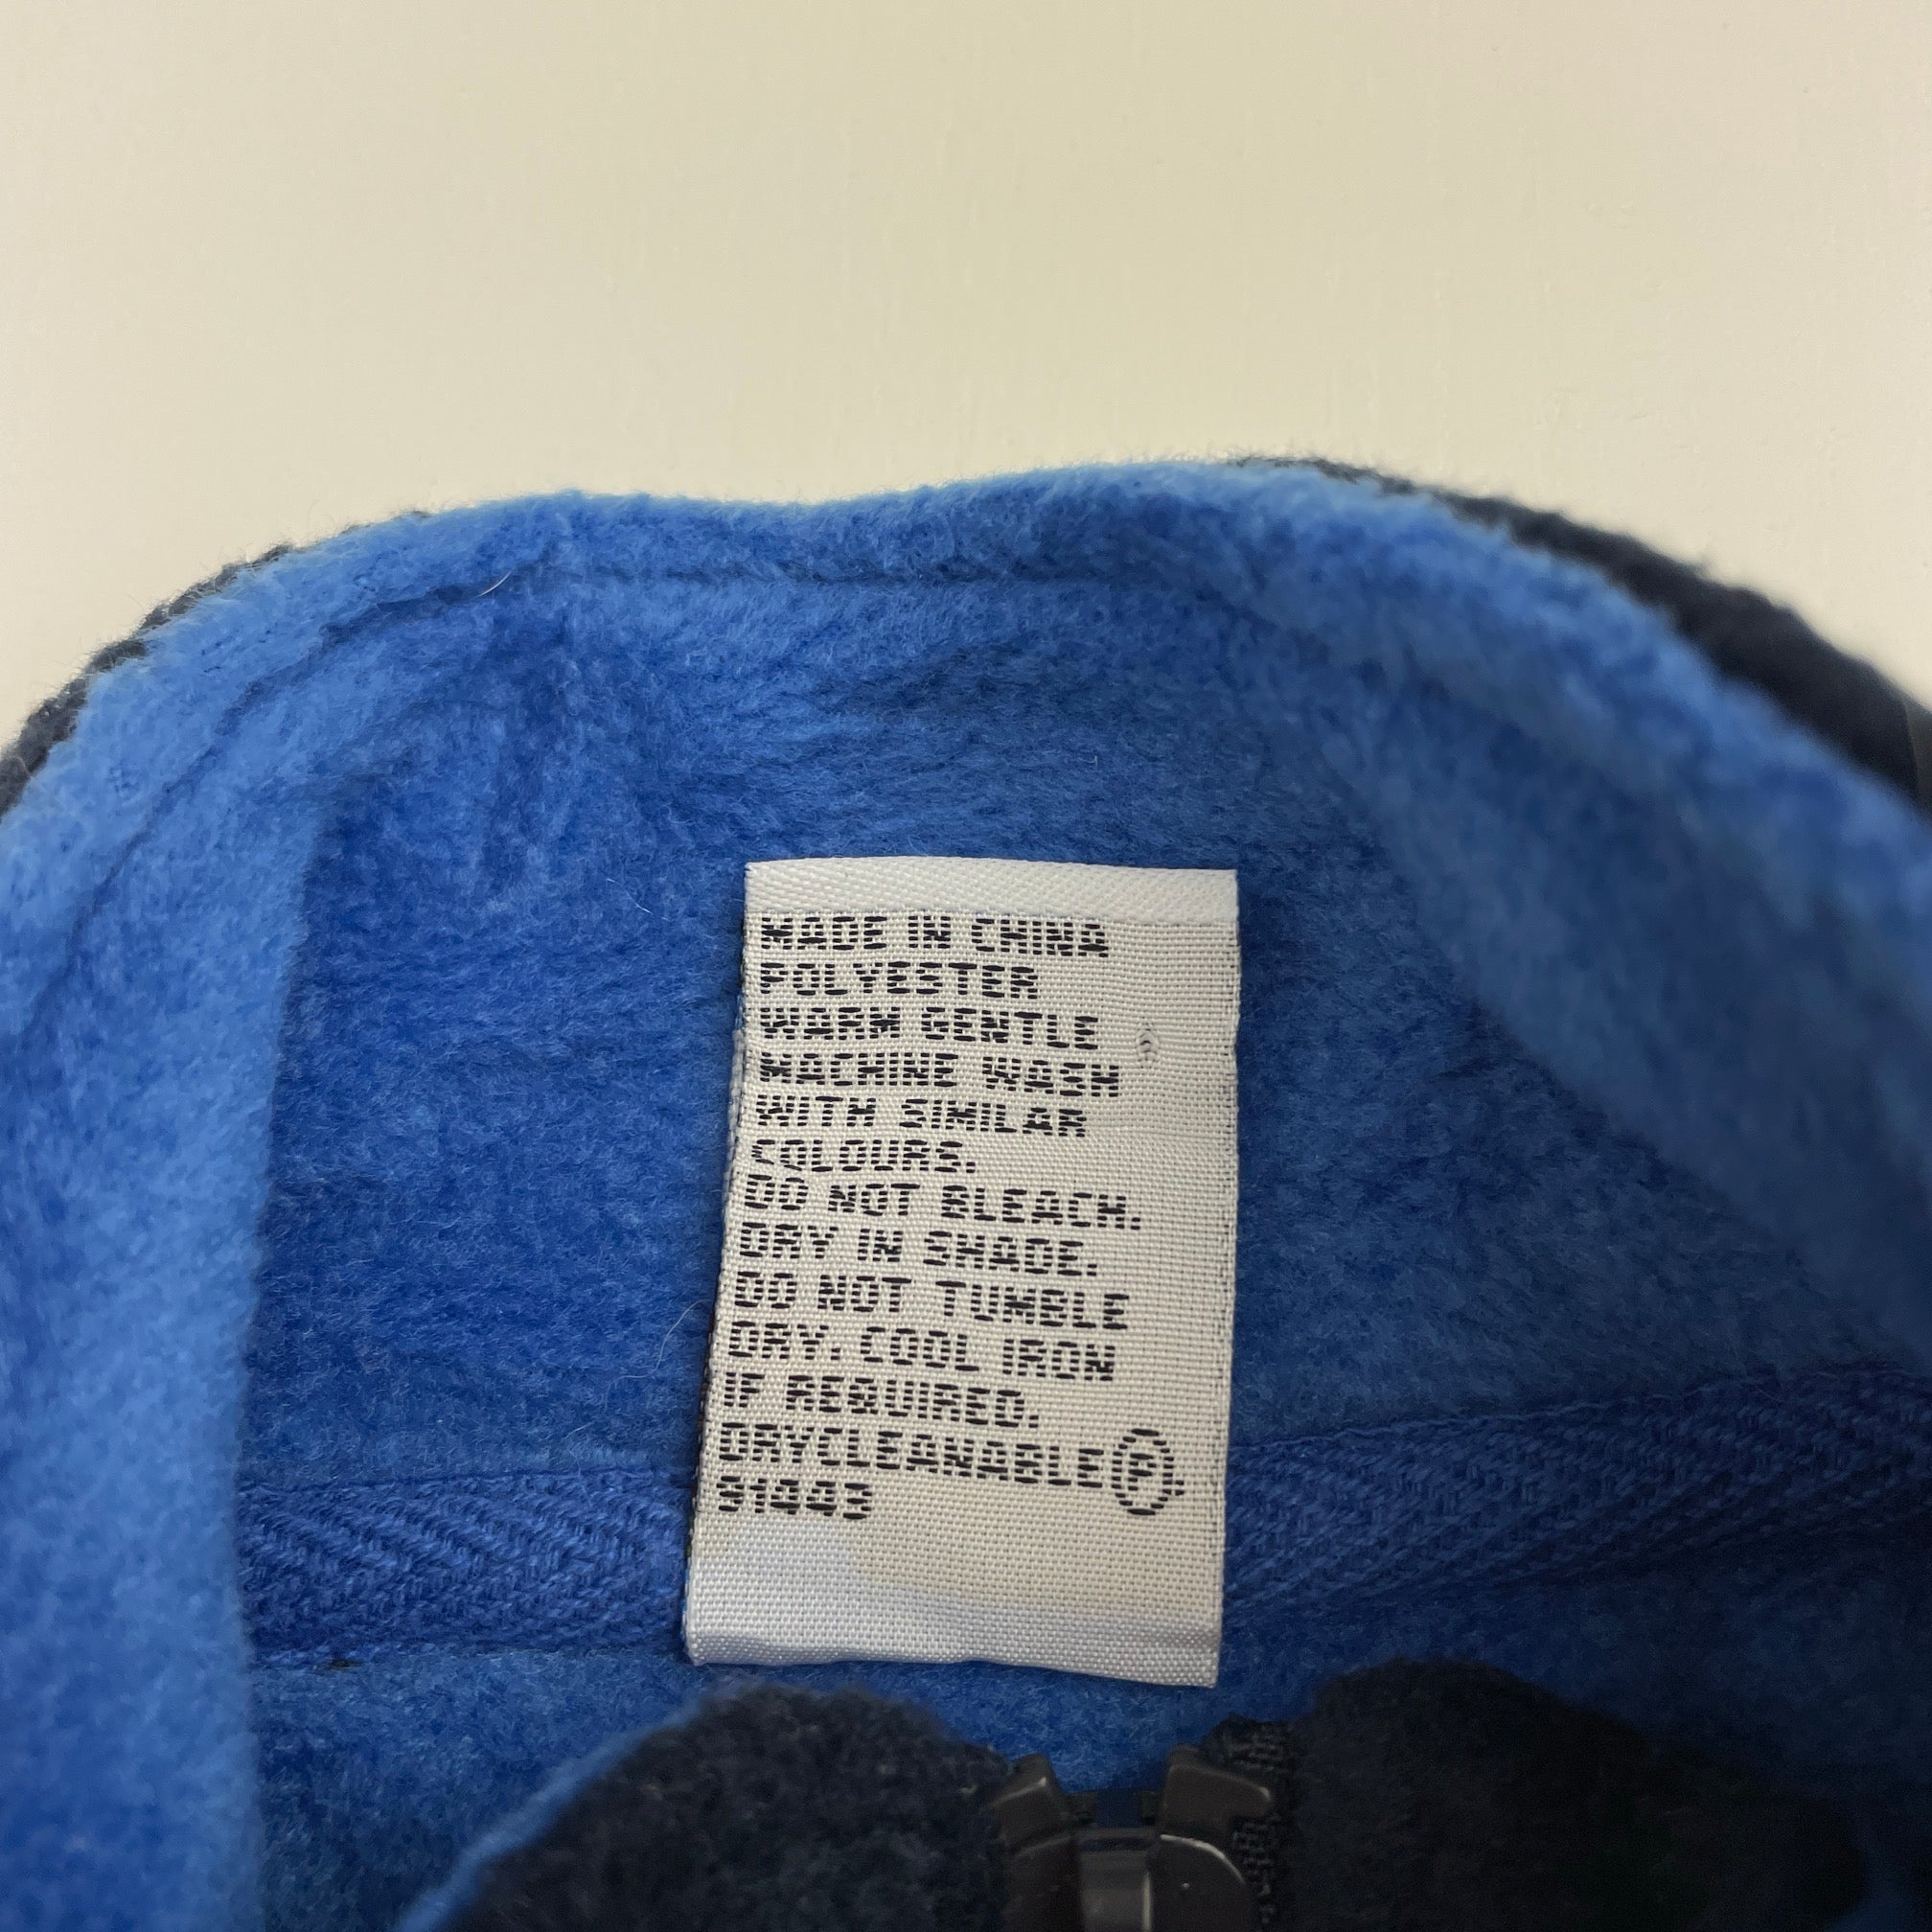 MADE IN CHINA
POLYESTER
WARM GENTLE
MACHINE WASH
WITH SIMILAR
COLOURS.
DO NOT BLEACH.
DRY IN SHADE.
DO NOT TUMBLE
DRY. COOL IRON
IF REQUIRED.
DRYCLEANABLE Ⓟ.
91443